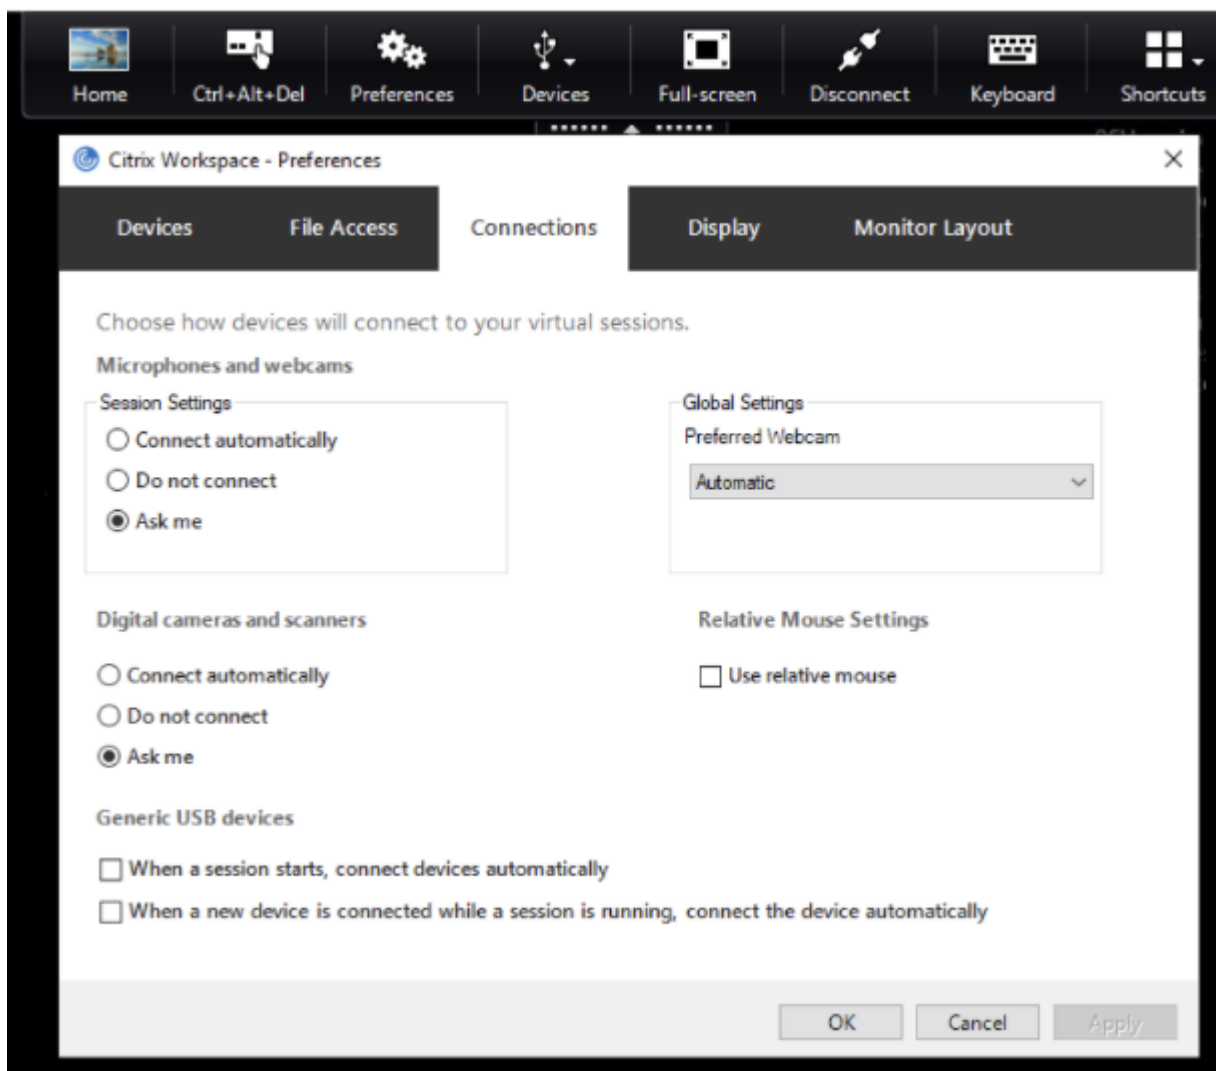 Home Ctrl+Alt+Del Preferences Devices Full-screen Disconnect Keyboard Shortcuts
Citrix Workspace - Preferences
Devices File Access Connections Display Monitor Layout
Choose how devices will connect to your virtual sessions.
Microphones and webcams
Session Settings
Connect automatically
Do not connect
Ask me
Global Settings
Preferred Webcam
Automatic
Digital cameras and scanners
Connect automatically
Do not connect
Ask me
Relative Mouse Settings
Use relative mouse
Generic USB devices
When a session starts, connect devices automatically
When a new device is connected while a session is running, connect the device automatically
OK Cancel Apply